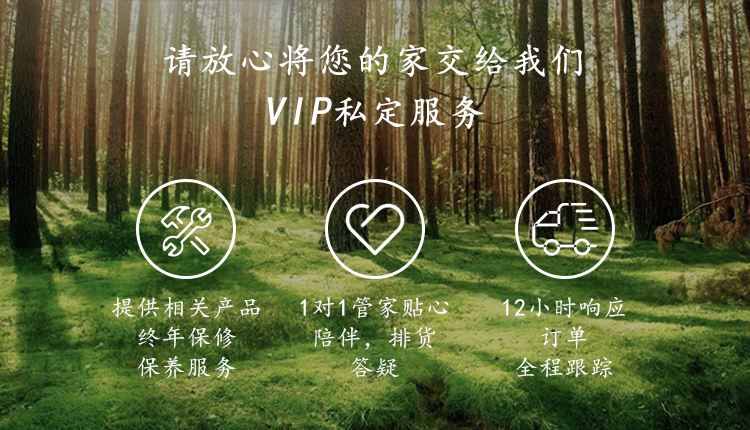 请放心将您的家交给我们
VIP私定服务
提供相关产品
终年保修
保养服务
1对1管家贴心
陪伴，排货
答疑
12小时响应
订单
全程跟踪